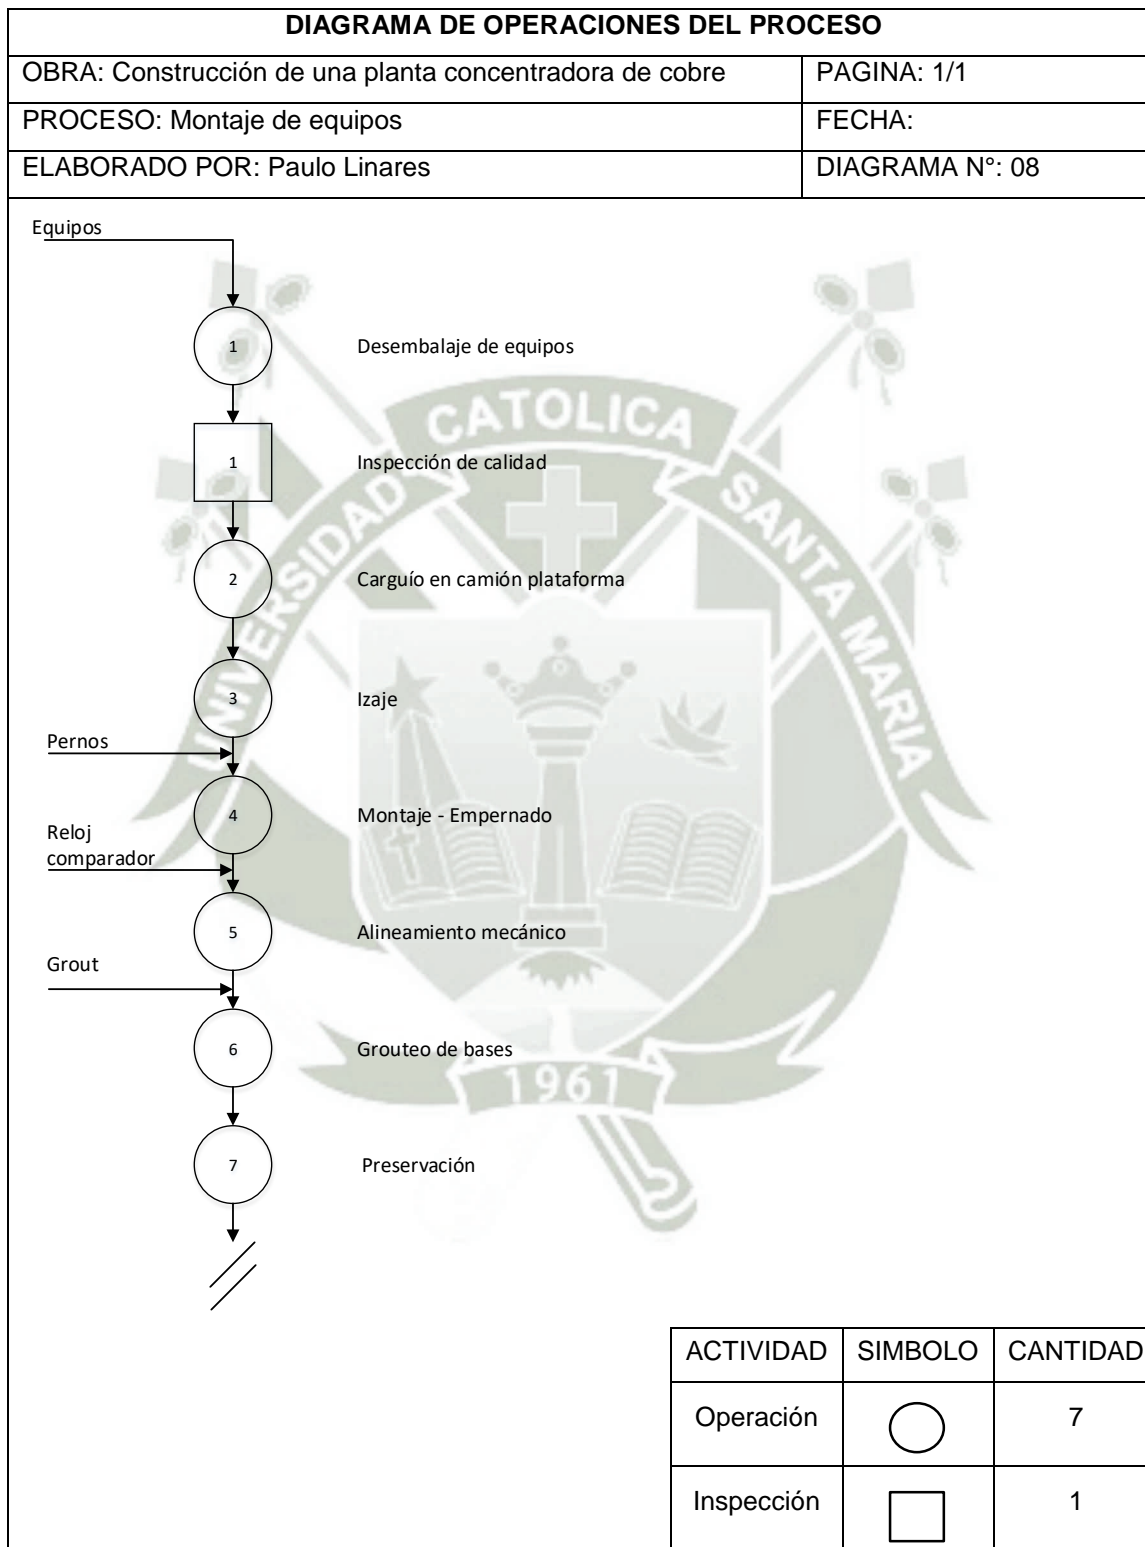 DIAGRAMA DE OPERACIONES DEL PROCESO
OBRA: Construcción de una planta concentradora de cobre PAGINA: 1/1
PROCESO: Montaje de equipos FECHA:
ELABORADO POR: Paulo Linares DIAGRAMA N°: 08
Equipos
1 Desembalaje de equipos
1 Inspección de calidad
2 Carguío en camión plataforma
3 Izaje
Pernos
4 Montaje - Empernado
Reloj
comparador
5 Alineamiento mecánico
Grout
6 Grouteo de bases
7 Preservación
UNIVERSIDAD CATOLICA SANTA MARIA
1961
ACTIVIDAD SIMBOLO CANTIDAD
Operación 7
Inspección 1